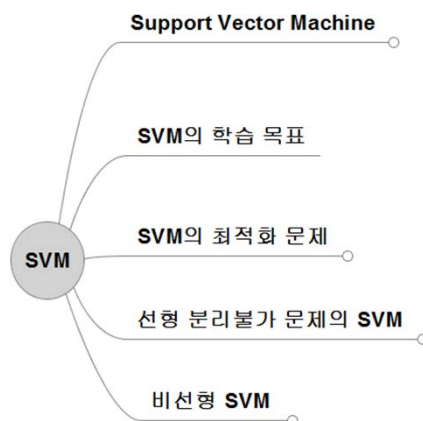 Support Vector Machine
SVM의 학습 목표
SVM
SVM의 최적화 문제
선형 분리불가 문제의 SVM
비선형 SVM